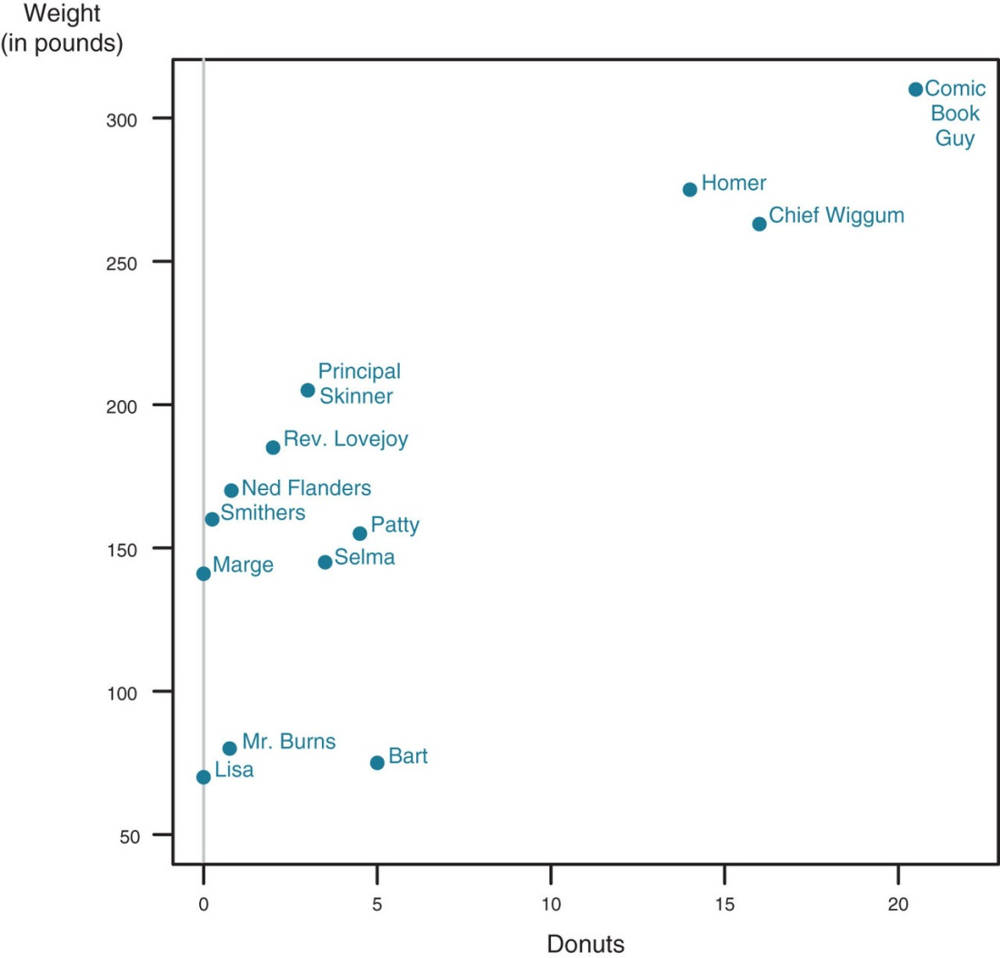 Weight
(in pounds)
300
250
200
150
100
50
Comic
Book
Guy
Homer
Chief Wiggum
Principal
Skinner
Rev. Lovejoy
Ned Flanders
Smithers
Patty
Selma
Marge
Mr. Burns
Bart
Lisa
0 5 10 15 20
Donuts